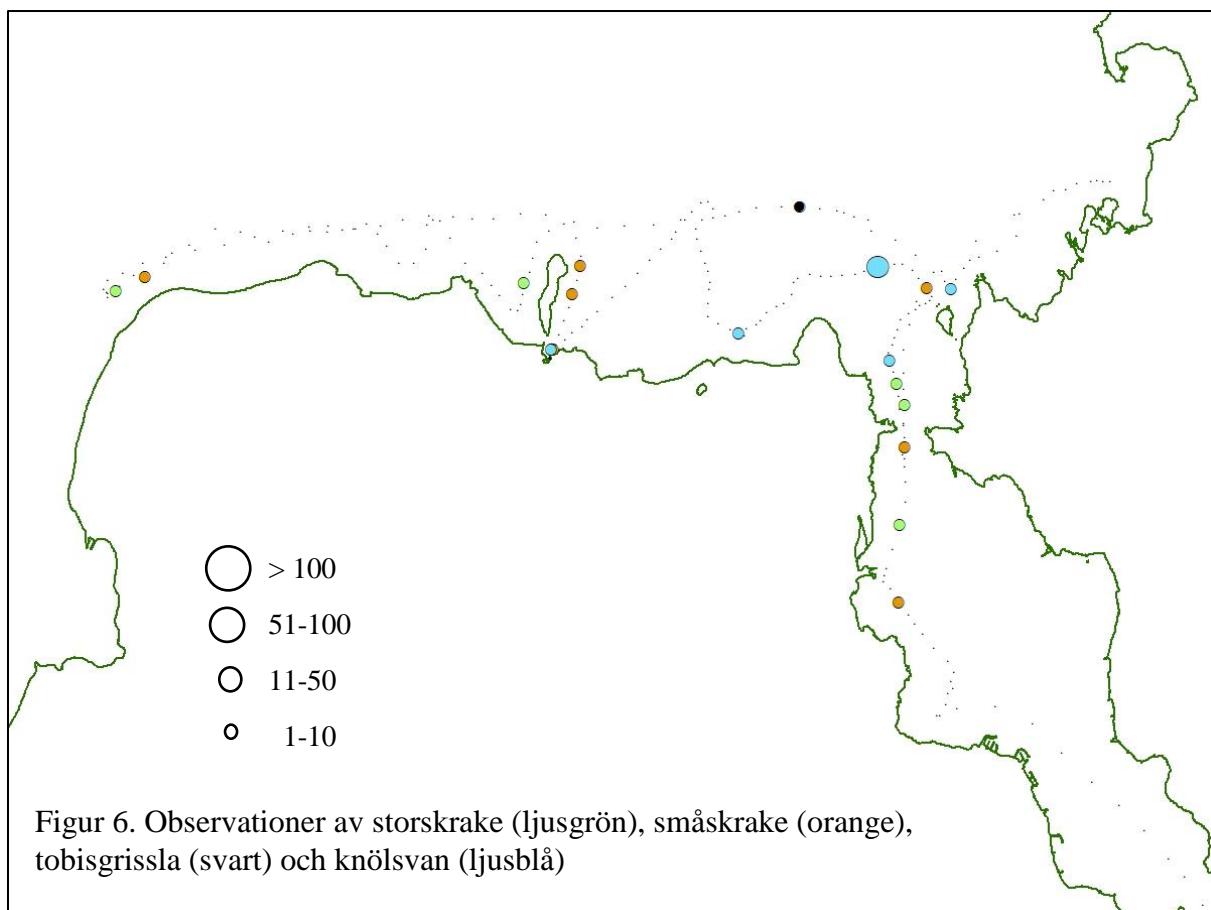 > 100
51-100
11-50
1-10
Figur 6. Observationer av storskrake (ljusgrön), småskrake (orange),
tobisgrissla (svart) och knölsvan (ljusblå)